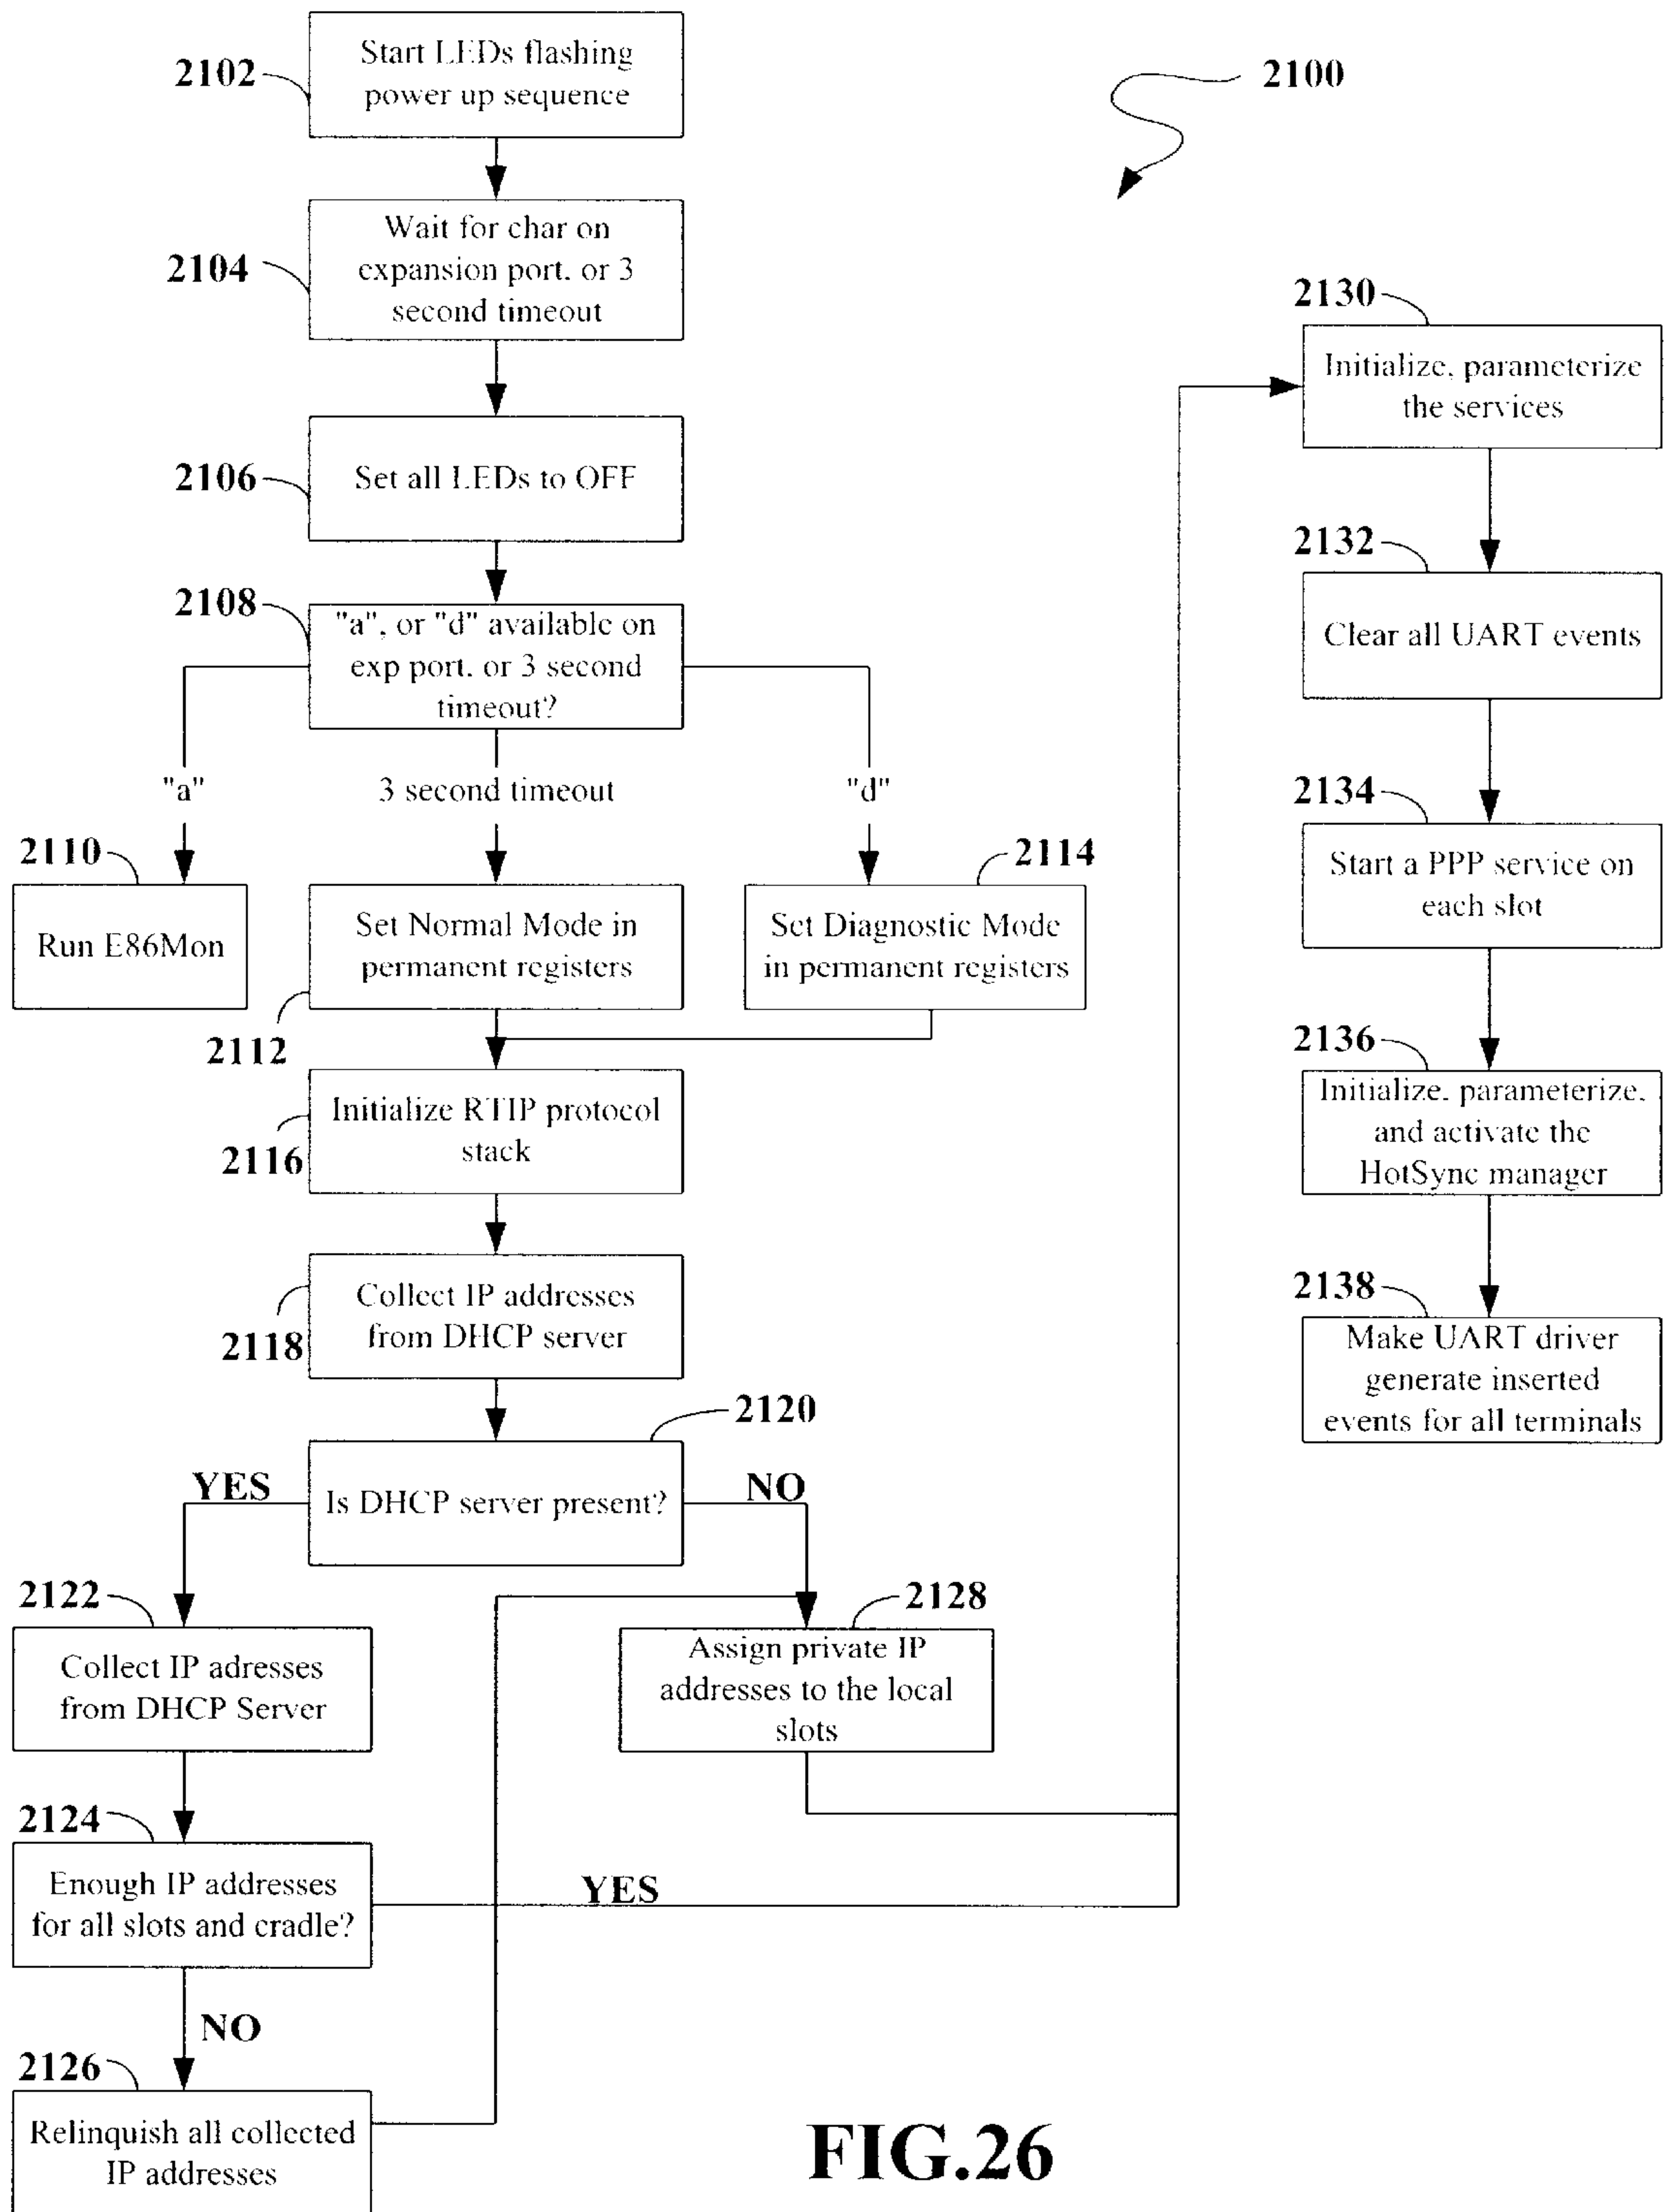 2102
Start LEDs flashing
power up sequence
2100
2104
Wait for char on
expansion port. or 3
second timeout
2106
Set all LEDs to OFF
2108
"a", or "d" available on
exp port. or 3 second
timeout?
"a"
3 second timeout
"d"
2110
Run E86Mon
2112
Set Normal Mode in
permanent registers
2114
Set Diagnostic Mode
in permanent registers
2116
Initialize RTIP protocol
stack
2118
Collect IP addresses
from DHCP server
2120
Is DHCP server present?
YES
NO
2122
Collect IP adresses
from DHCP Server
2128
Assign private IP
addresses to the local
slots
2124
Enough IP addresses
for all slots and cradle?
YES
NO
2126
Relinquish all collected
IP addresses
2130
Initialize, parameterize
the services
2132
Clear all UART events
2134
Start a PPP service on
each slot
2136
Initialize. parameterize.
and activate the
HotSync manager
2138
Make UART driver
generate inserted
events for all terminals
FIG.26